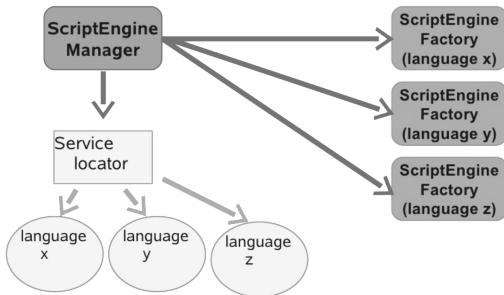 ScriptEngine
Manager
ScriptEngine
Factory
(language x)
ScriptEngine
Factory
(language y)
ScriptEngine
Factory
(language z)
Service
locator
language
x
language
y
language
z